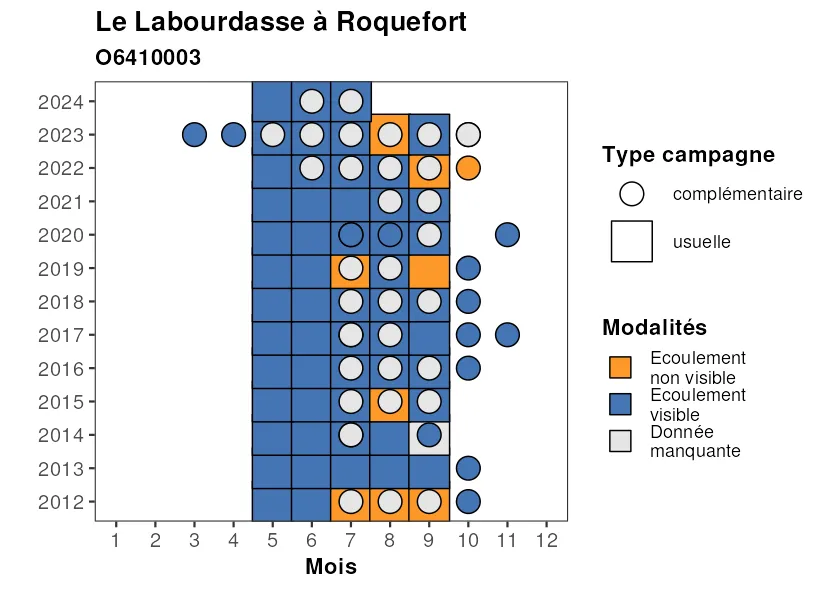 Le Labourdasse à Roquefort
O6410003
2024
2023
2022
2021
2020
2019
2018
2017
2016
2015
2014
2013
2012
1 2 3 4 5 6 7 8 9 10 11 12
Mois
Type campagne
complémentaire
usuelle
Modalités
Ecoulement
non visible
Ecoulement
visible
Donnée
manquante